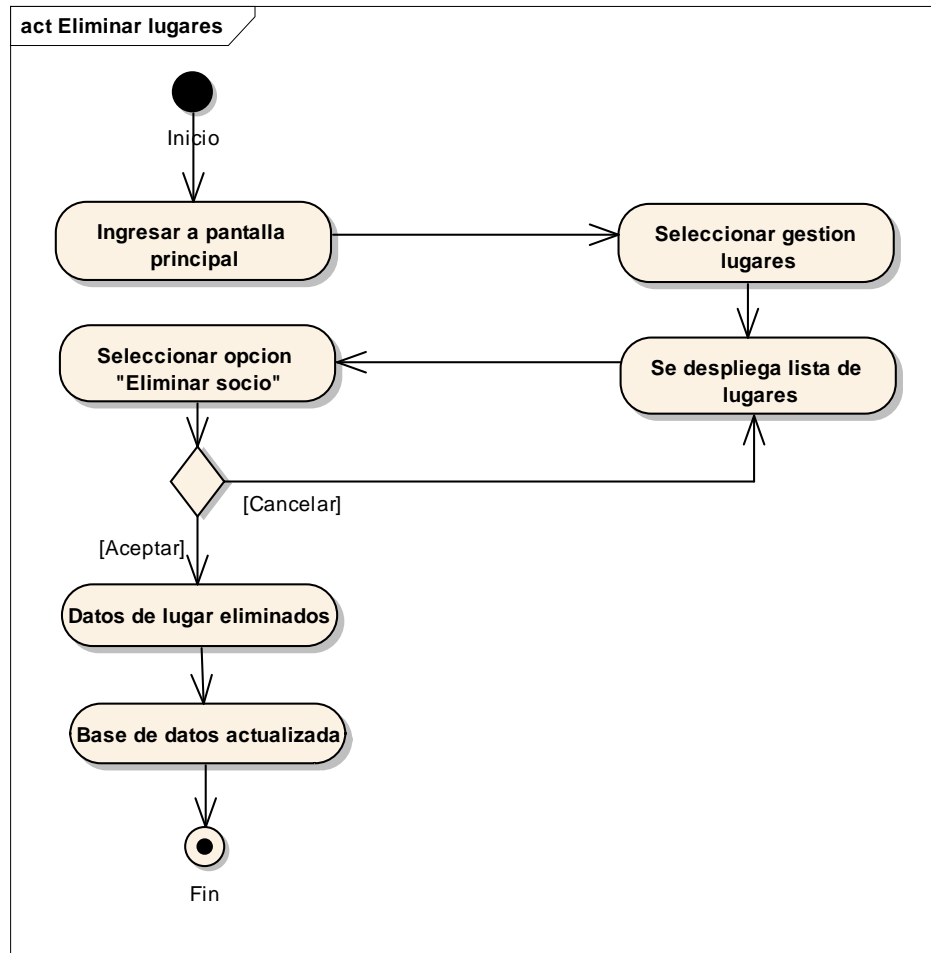 act Eliminar lugares
Inicio
Ingresar a pantalla
principal
Seleccionar gestion
lugares
Seleccionar opcion
"Eliminar socio"
Se despliega lista de
lugares
[Cancelar]
[Aceptar]
Datos de lugar eliminados
Base de datos actualizada
Fin